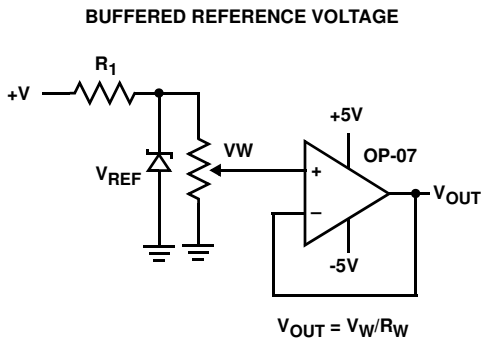 BUFFERED REFERENCE VOLTAGE
R1
+V
+5V
VW
OP-07
VREF
+
VOUT
–
-5V
VOUT = VW/RW